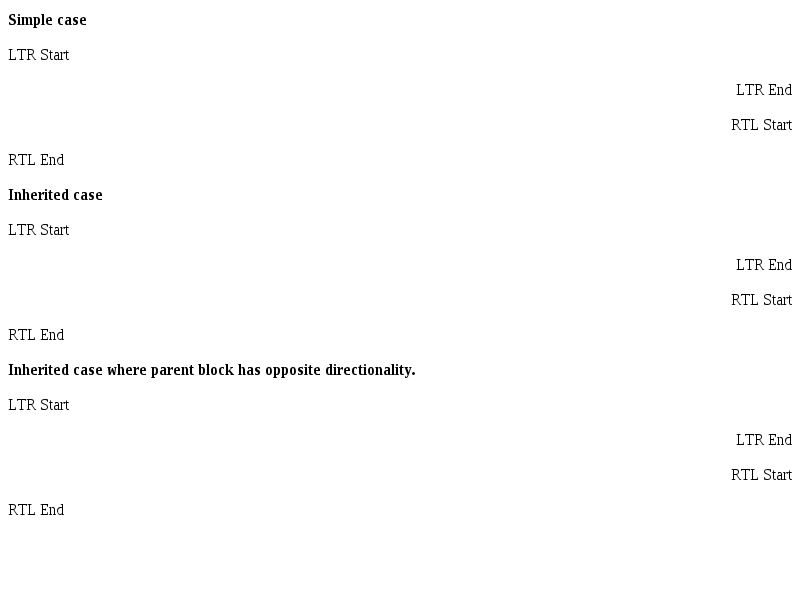 Simple case
LTR Start
LTR End
RTL Start
RTL End
Inherited case
LTR Start
LTR End
RTL Start
RTL End
Inherited case where parent block has opposite directionality.
LTR Start
LTR End
RTL Start
RTL End